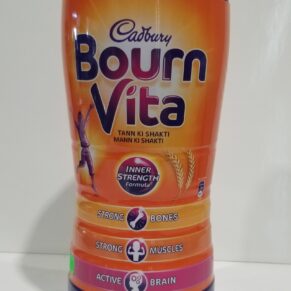 Cadbury
Bourn
Vita
TANN KI SHAKTI
MANN KI SHAKTI
INNER
STRENGTH
Formula
STRONG BONES
STRONG MUSCLES
ACTIVE BRAIN